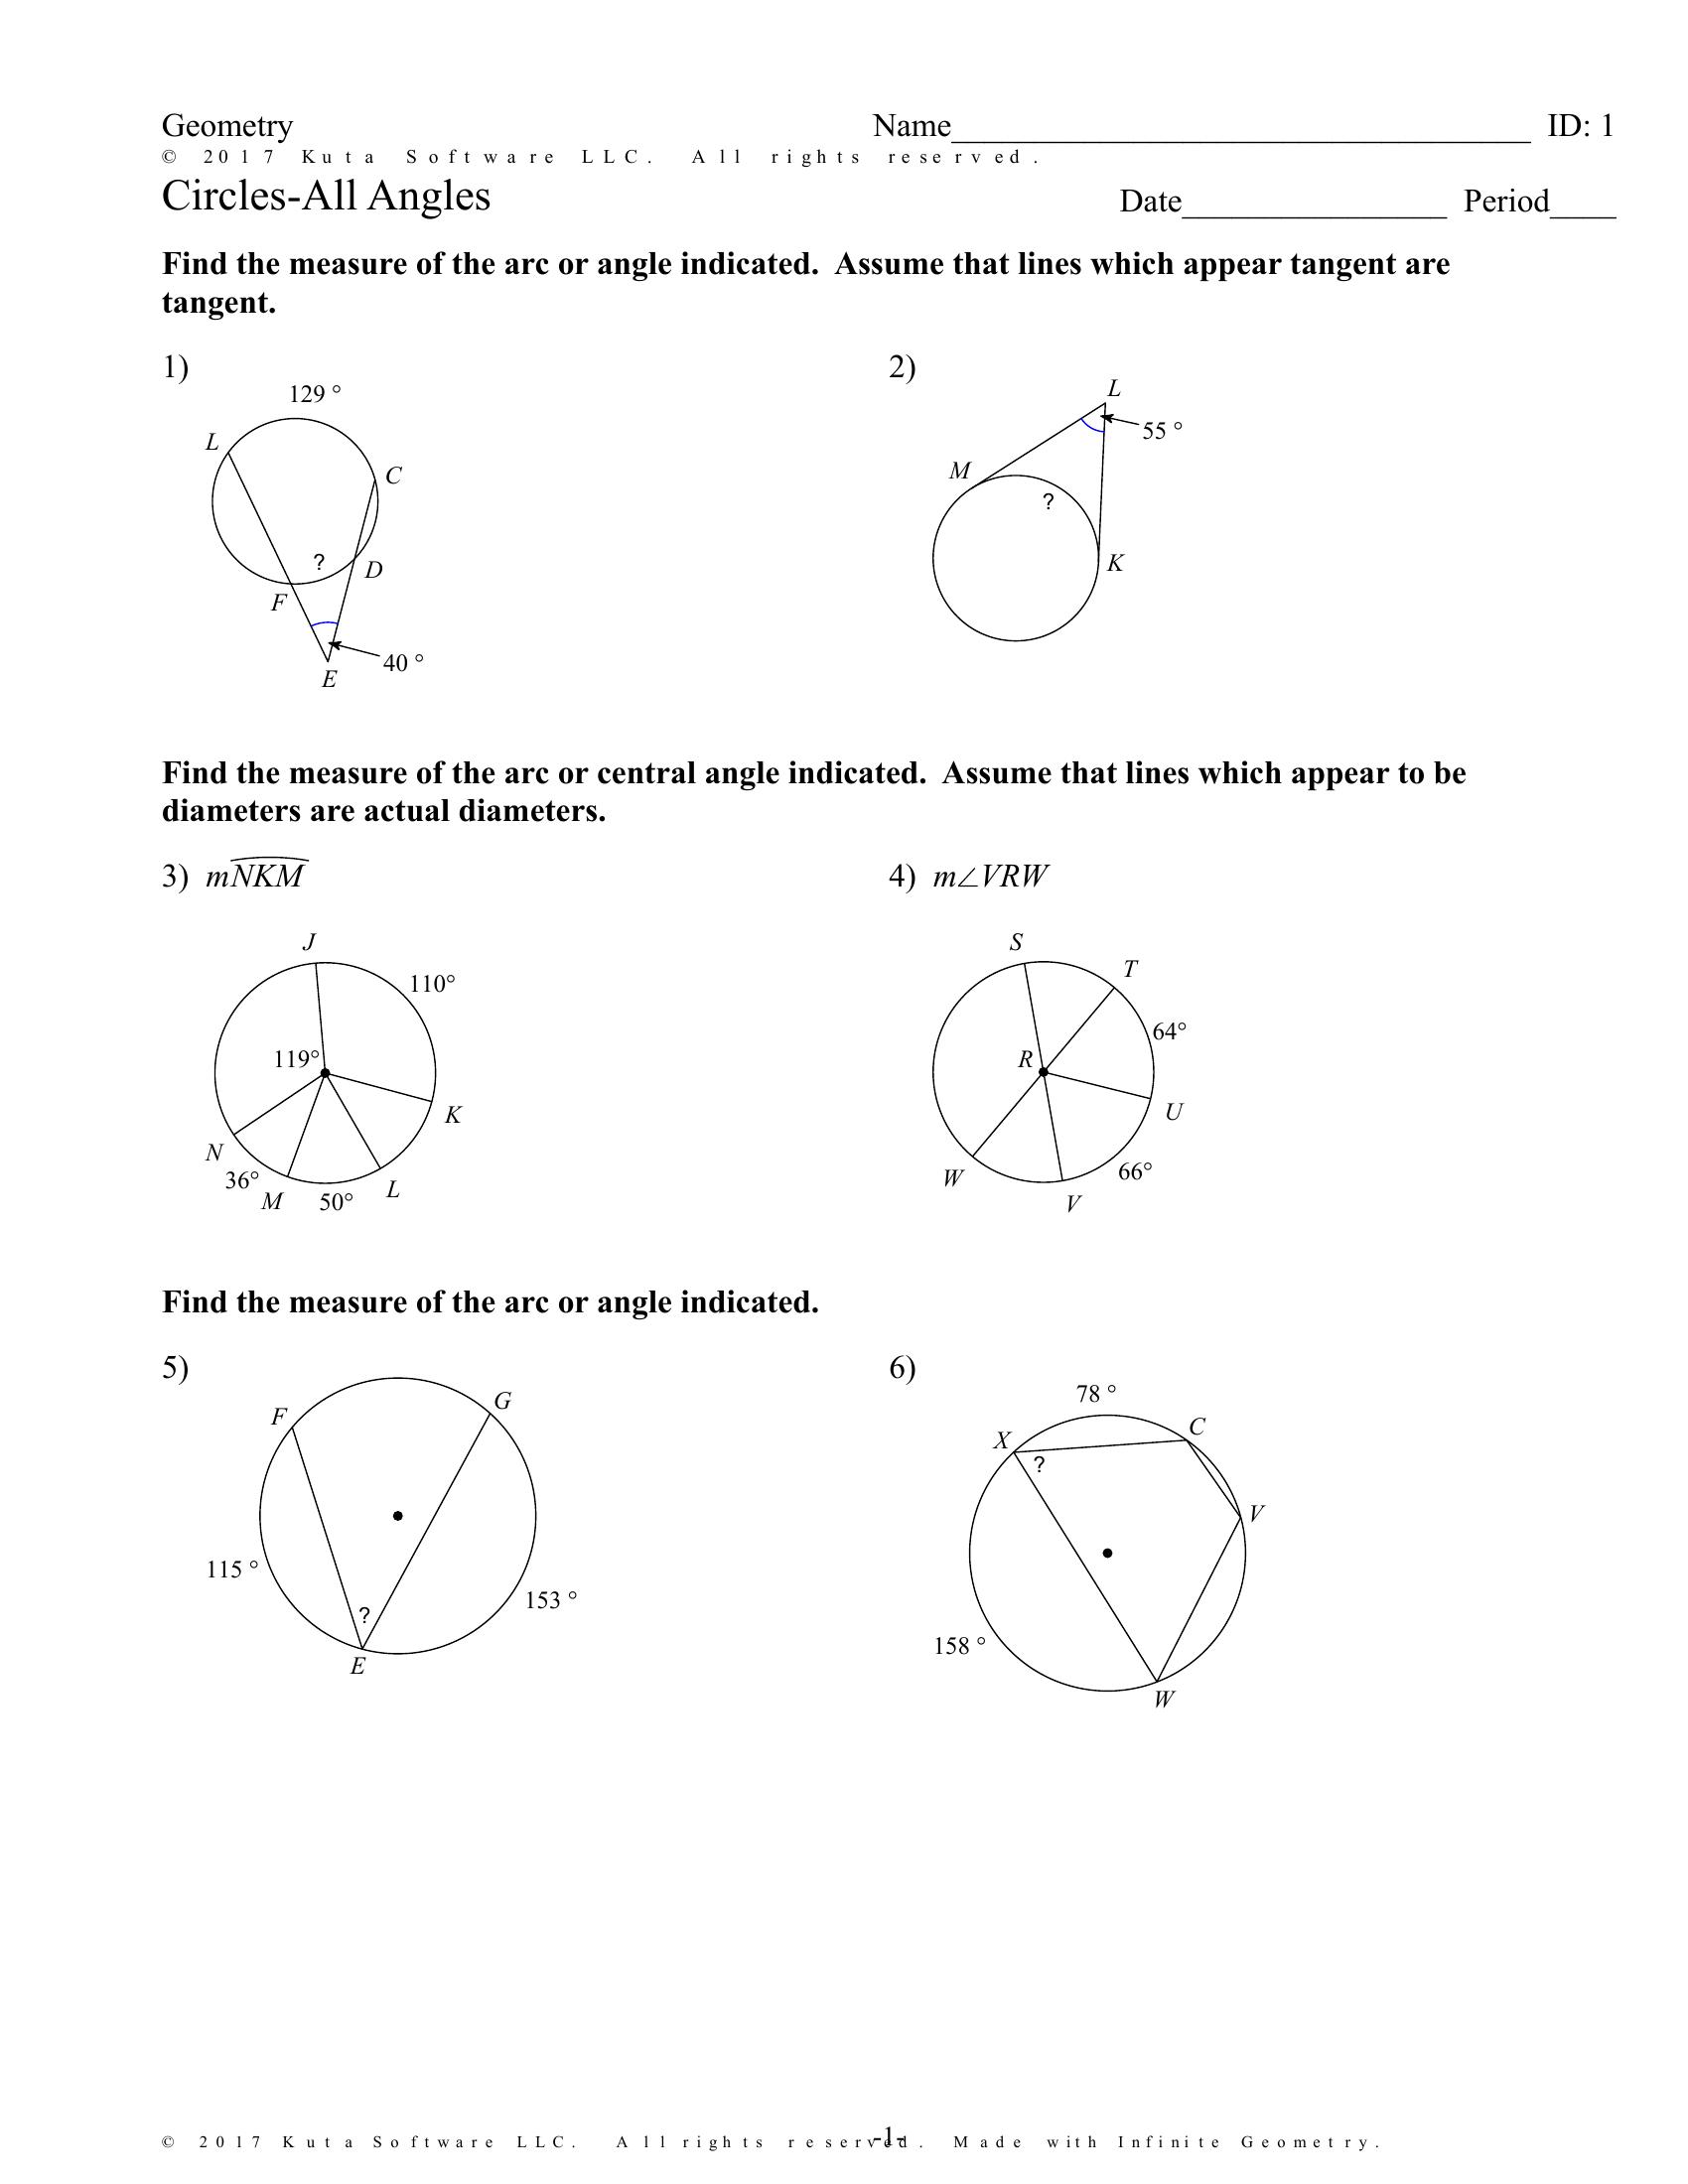 Geometry Name___________________________________ ID: 1
© 2017 Kuta Software LLC. All rights reserved.
Circles-All Angles Date________________ Period____
Find the measure of the arc or angle indicated. Assume that lines which appear tangent are
tangent.
1)
129 °
L
C
?
D
F
40 °
E
2)
L
55 °
M
?
K
Find the measure of the arc or central angle indicated. Assume that lines which appear to be
diameters are actual diameters.
3) mNKM
J
110°
119°
K
N
36°
M
50°
L
4) m∠VRW
S
T
64°
R
U
66°
W
V
Find the measure of the arc or angle indicated.
5)
G
F
115 °
153 °
?
E
6)
78 °
C
X
?
V
158 °
W
-1-
© 2017 Kuta Software LLC. All rights reserved. Made with Infinite Geometry.